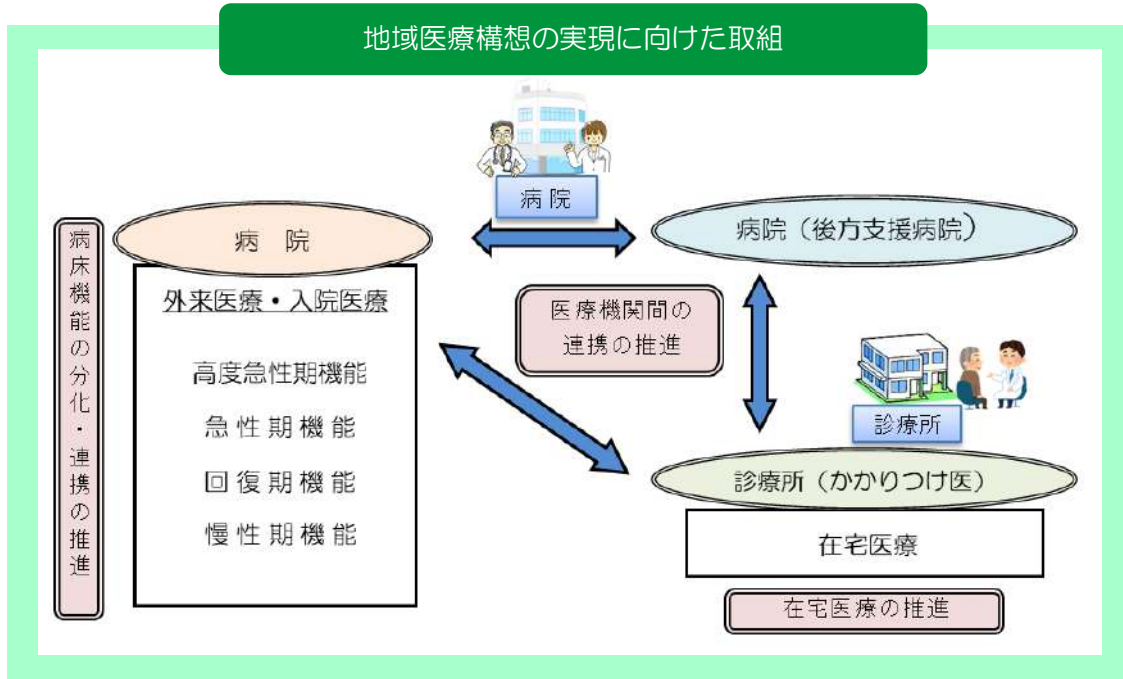 地域医療構想の実現に向けた取組
病院
病床機能の分化・連携の推進
病　院
外来医療・入院医療
高度急性期機能
急性期機能
回復期機能
慢性期機能
病院（後方支援病院）
医療機関間の
連携の推進
診療所
診療所（かかりつけ医）
在宅医療
在宅医療の推進